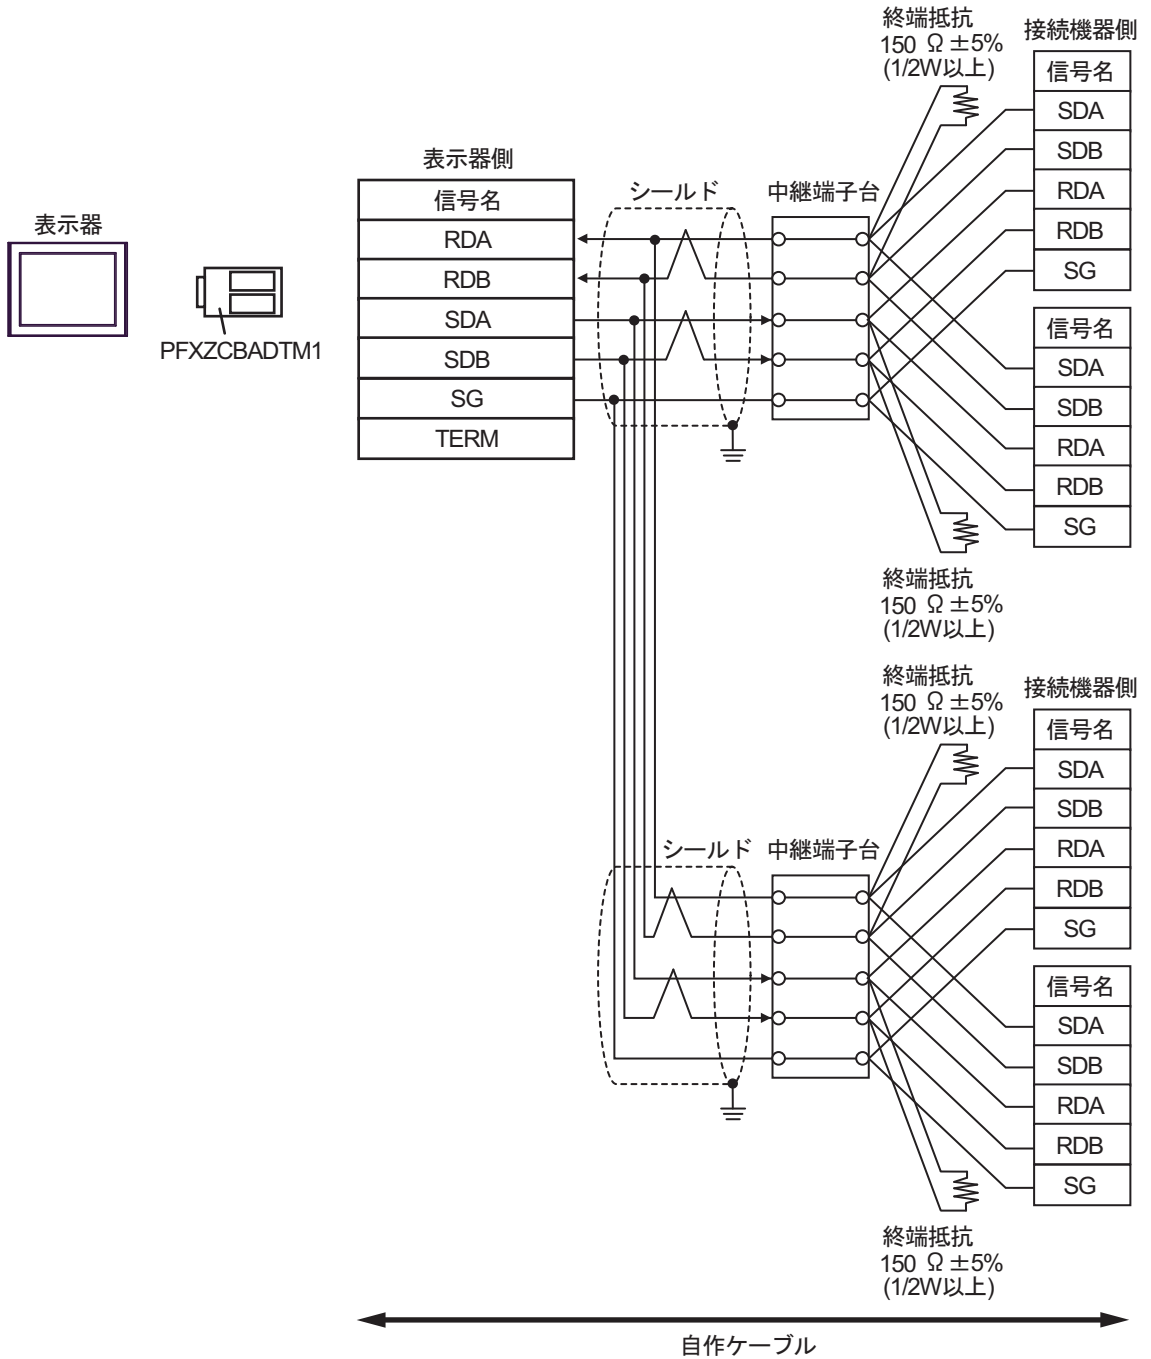 表示器
PFXZCBADTM1
表示器側
信号名
RDA
RDB
SDA
SDB
SG
TERM
シールド
中継端子台
終端抵抗
150 Ω ±5%
(1/2W以上)
接続機器側
信号名
SDA
SDB
RDA
RDB
SG
信号名
SDA
SDB
RDA
RDB
SG
終端抵抗
150 Ω ±5%
(1/2W以上)
シールド
中継端子台
終端抵抗
150 Ω ±5%
(1/2W以上)
接続機器側
信号名
SDA
SDB
RDA
RDB
SG
信号名
SDA
SDB
RDA
RDB
SG
終端抵抗
150 Ω ±5%
(1/2W以上)
自作ケーブル